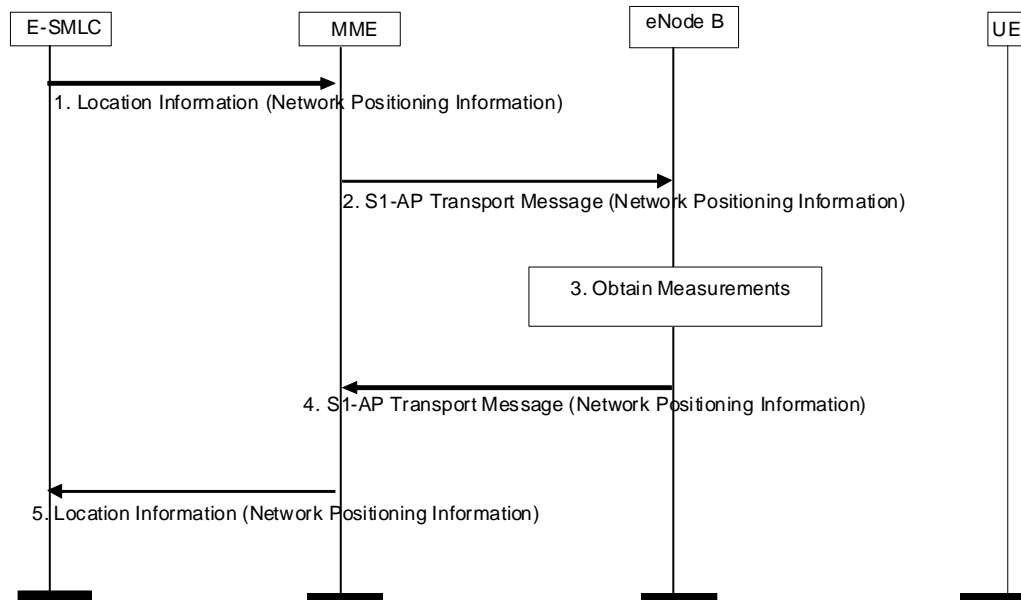 E-SMLC
MME
eNode B
UE
1. Location Information (Network Positioning Information)
2. S1-AP Transport Message (Network Positioning Information)
3. Obtain Measurements
4. S1-AP Transport Message (Network Positioning Information)
5. Location Information (Network Positioning Information)